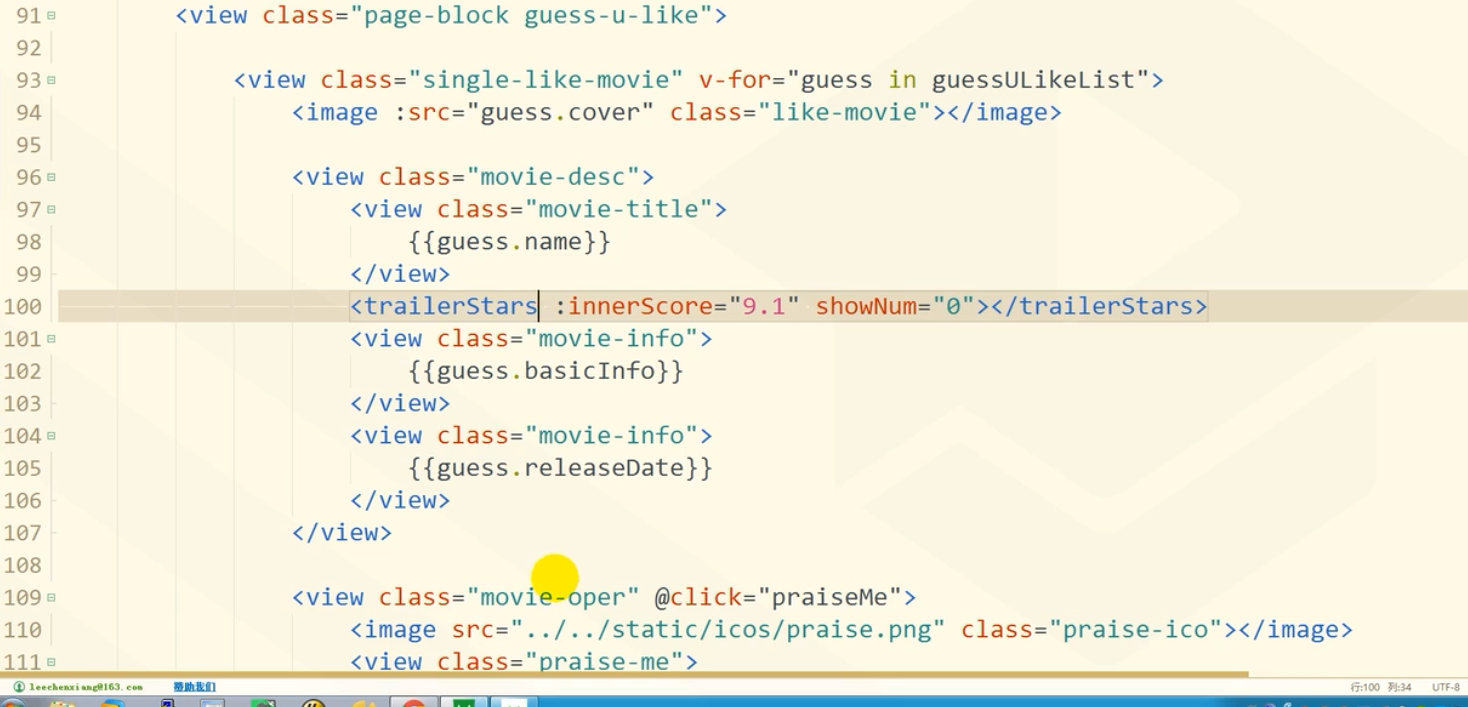 91 <view class="page-block guess-u-like">
92
93 <view class="single-like-movie" v-for="guess in guessULikeList">
94 <image :src="guess.cover" class="like-movie"></image>
95
96 <view class="movie-desc">
97 <view class="movie-title">
98 {{guess.name}}
99 </view>
100 <trailerStars :innerScore="9.1" showNum="0"></trailerStars>
101 <view class="movie-info">
102 {{guess.basicInfo}}
103 </view>
104 <view class="movie-info">
105 {{guess.releaseDate}}
106 </view>
107 </view>
108
109 <view class="movie-oper" @click="praiseMe">
110 <image src="../../static/icos/praise.png" class="praise-ico"></image>
111 <view class="praise-me">
leechenxiang@163.com 帮助我们 行:100 列:34 UTF-8